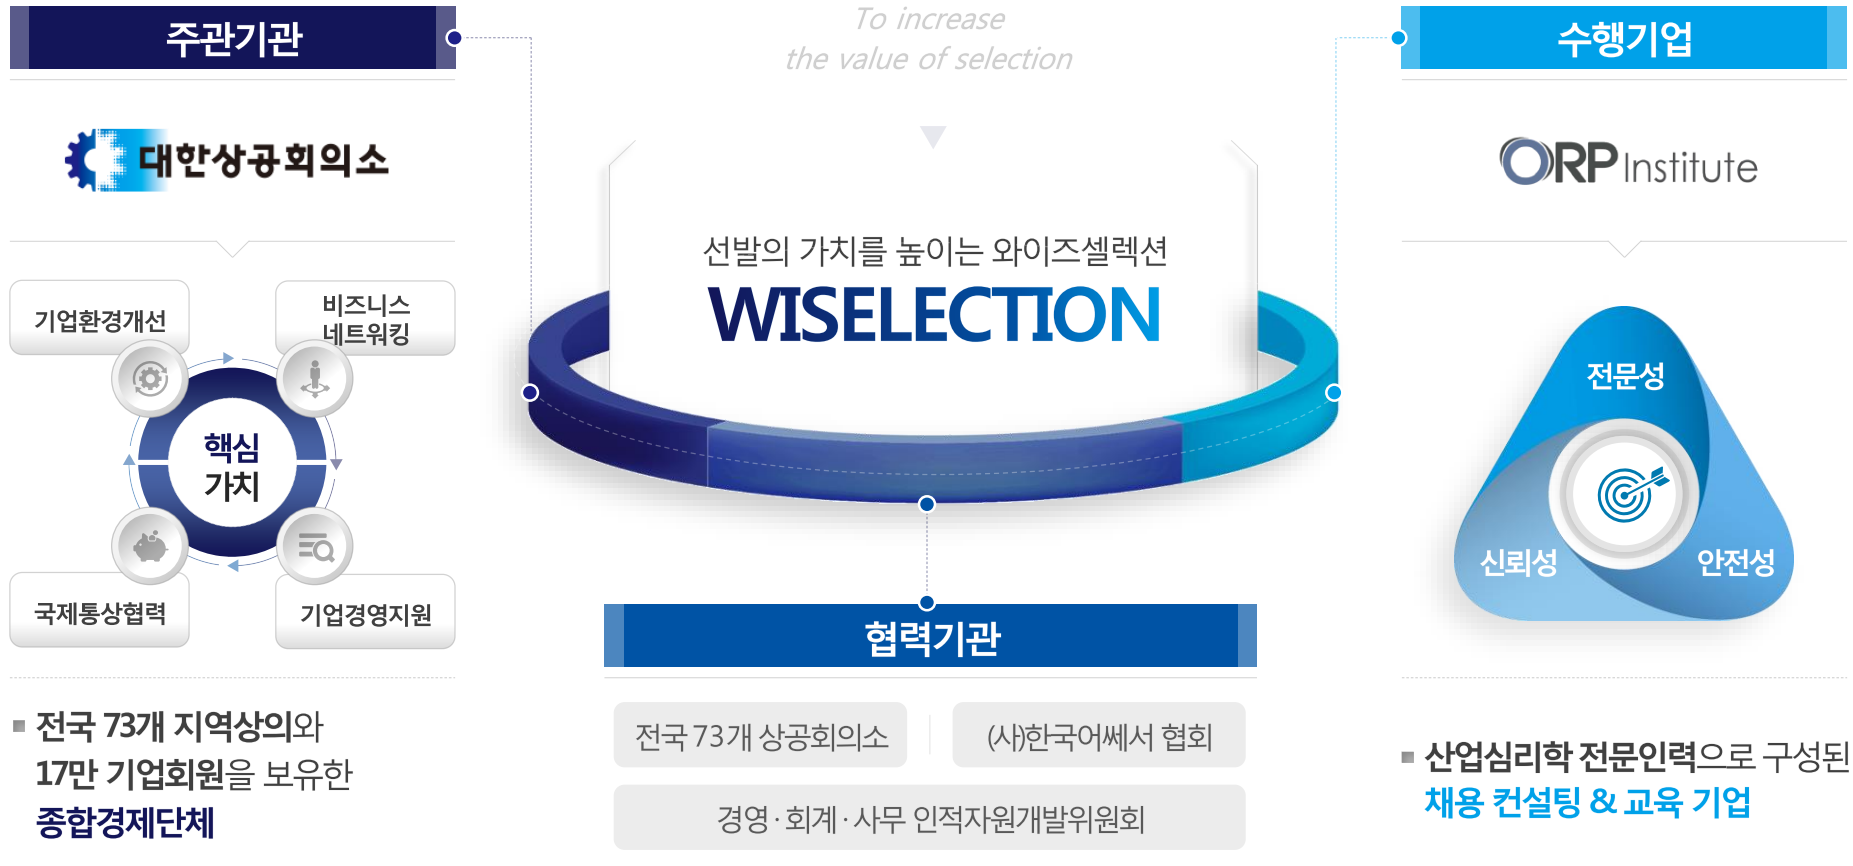 주관기관
대한상공회의소
기업환경개선
비즈니스
네트워킹
핵심
가치
국제통상협력
기업경영지원
전국 73개 지역상의와
17만 기업회원을 보유한
종합경제단체
To increase
the value of selection
선발의 가치를 높이는 와이즈셀렉션
WISELECTION
협력기관
전국 73개 상공회의소
(사)한국어쎄서 협회
경영·회계·사무 인적자원개발위원회
수행기업
ORP Institute
전문성
신뢰성
안전성
산업심리학 전문인력으로 구성된
채용 컨설팅 & 교육 기업